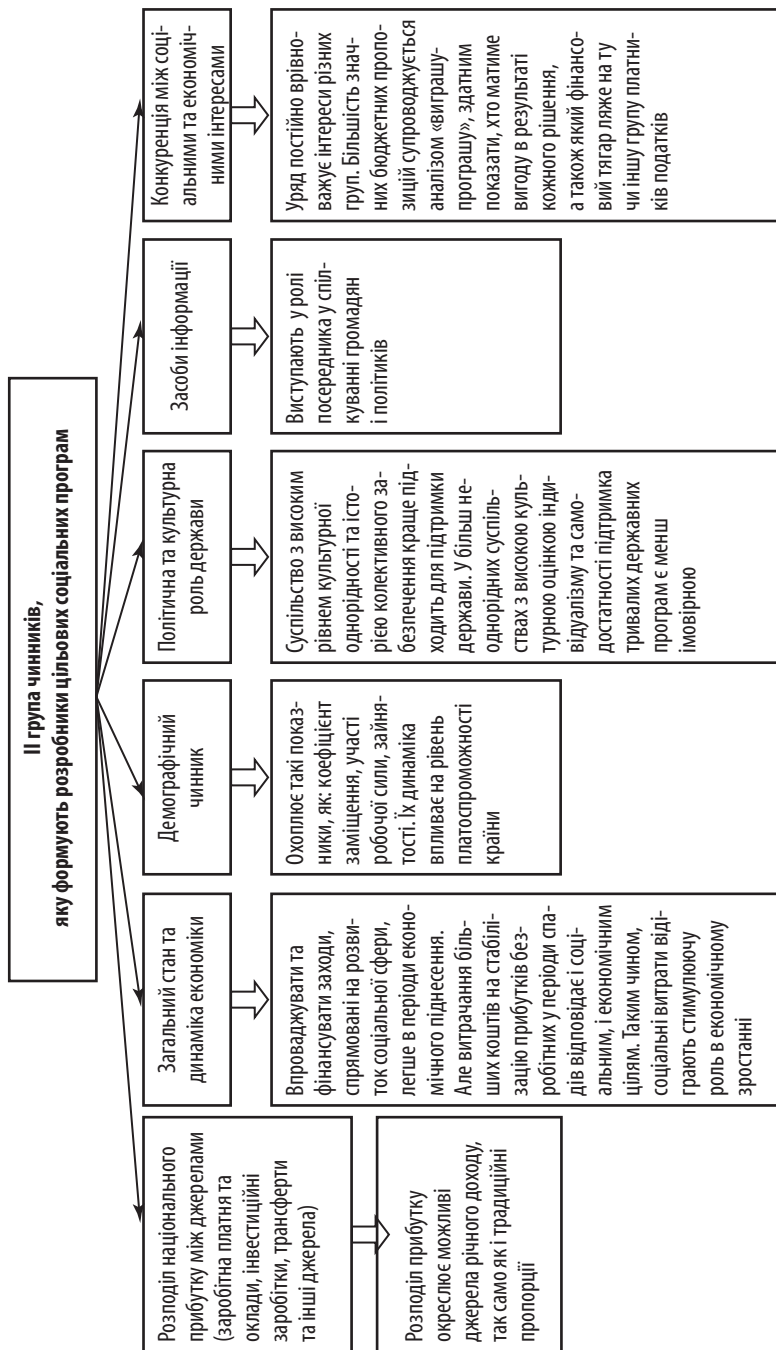 ІІ група чинників,
яку формують розробники цільових соціальних програм
Розподіл національного
прибутку між джерелами
(заробітна платня та
оклади, інвестиційні
заробітки, трансферти
та інші джерела)
Розподіл прибутку
окреслює можливі
джерела річного доходу,
так само як і традиційні
пропорції
Загальний стан та
динаміка економіки
Впроваджувати та
фінансувати заходи,
спрямовані на розви-
ток соціальної сфери,
легше в періоди еконо-
мічного піднесення.
Але витрачання біль-
ших коштів на стабілі-
зацію прибутків без-
робітних у періоди спа-
дів відповідає і соці-
альним, і економічним
цілям. Таким чином,
соціальні витрати віді-
грають стимулюючу
роль в економічному
зростанні
Демографічний
чинник
Охоплює такі показ-
ники, як: коефіцієнт
заміщення, участі
робочої сили, зайня-
тості. Їх динаміка
впливає на рівень
платоспроможності
країни
Політична та культурна
роль держави
Суспільство з високим
рівнем культурної
однорідності та істо-
рією колективного за-
безпечення краще під-
ходить для підтримки
держави. У більш не-
однорідних суспіль-
ствах з високою куль-
турною оцінкою інди-
відуалізму та само-
достатності підтримка
тривалих державних
програм є менш
імовірною
Засоби інформації
Виступають у ролі
посередника у спіл-
куванні громадян
і політиків
Конкуренція між соці-
альними та економіч-
ними інтересами
Уряд постійно врівно-
важує інтереси різних
груп. Більшість знач-
них бюджетних пропо-
зицій супроводжується
аналізом «виграшу-
програшу», здатним
показати, хто матиме
вигоду в результаті
кожного рішення,
а також який фінансо-
вий тягар ляже на ту
чи іншу групу платни-
ків податків